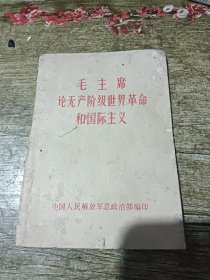 毛主席
论无产阶级世界革命
和国际主义
中国人民解放军总政治部编印